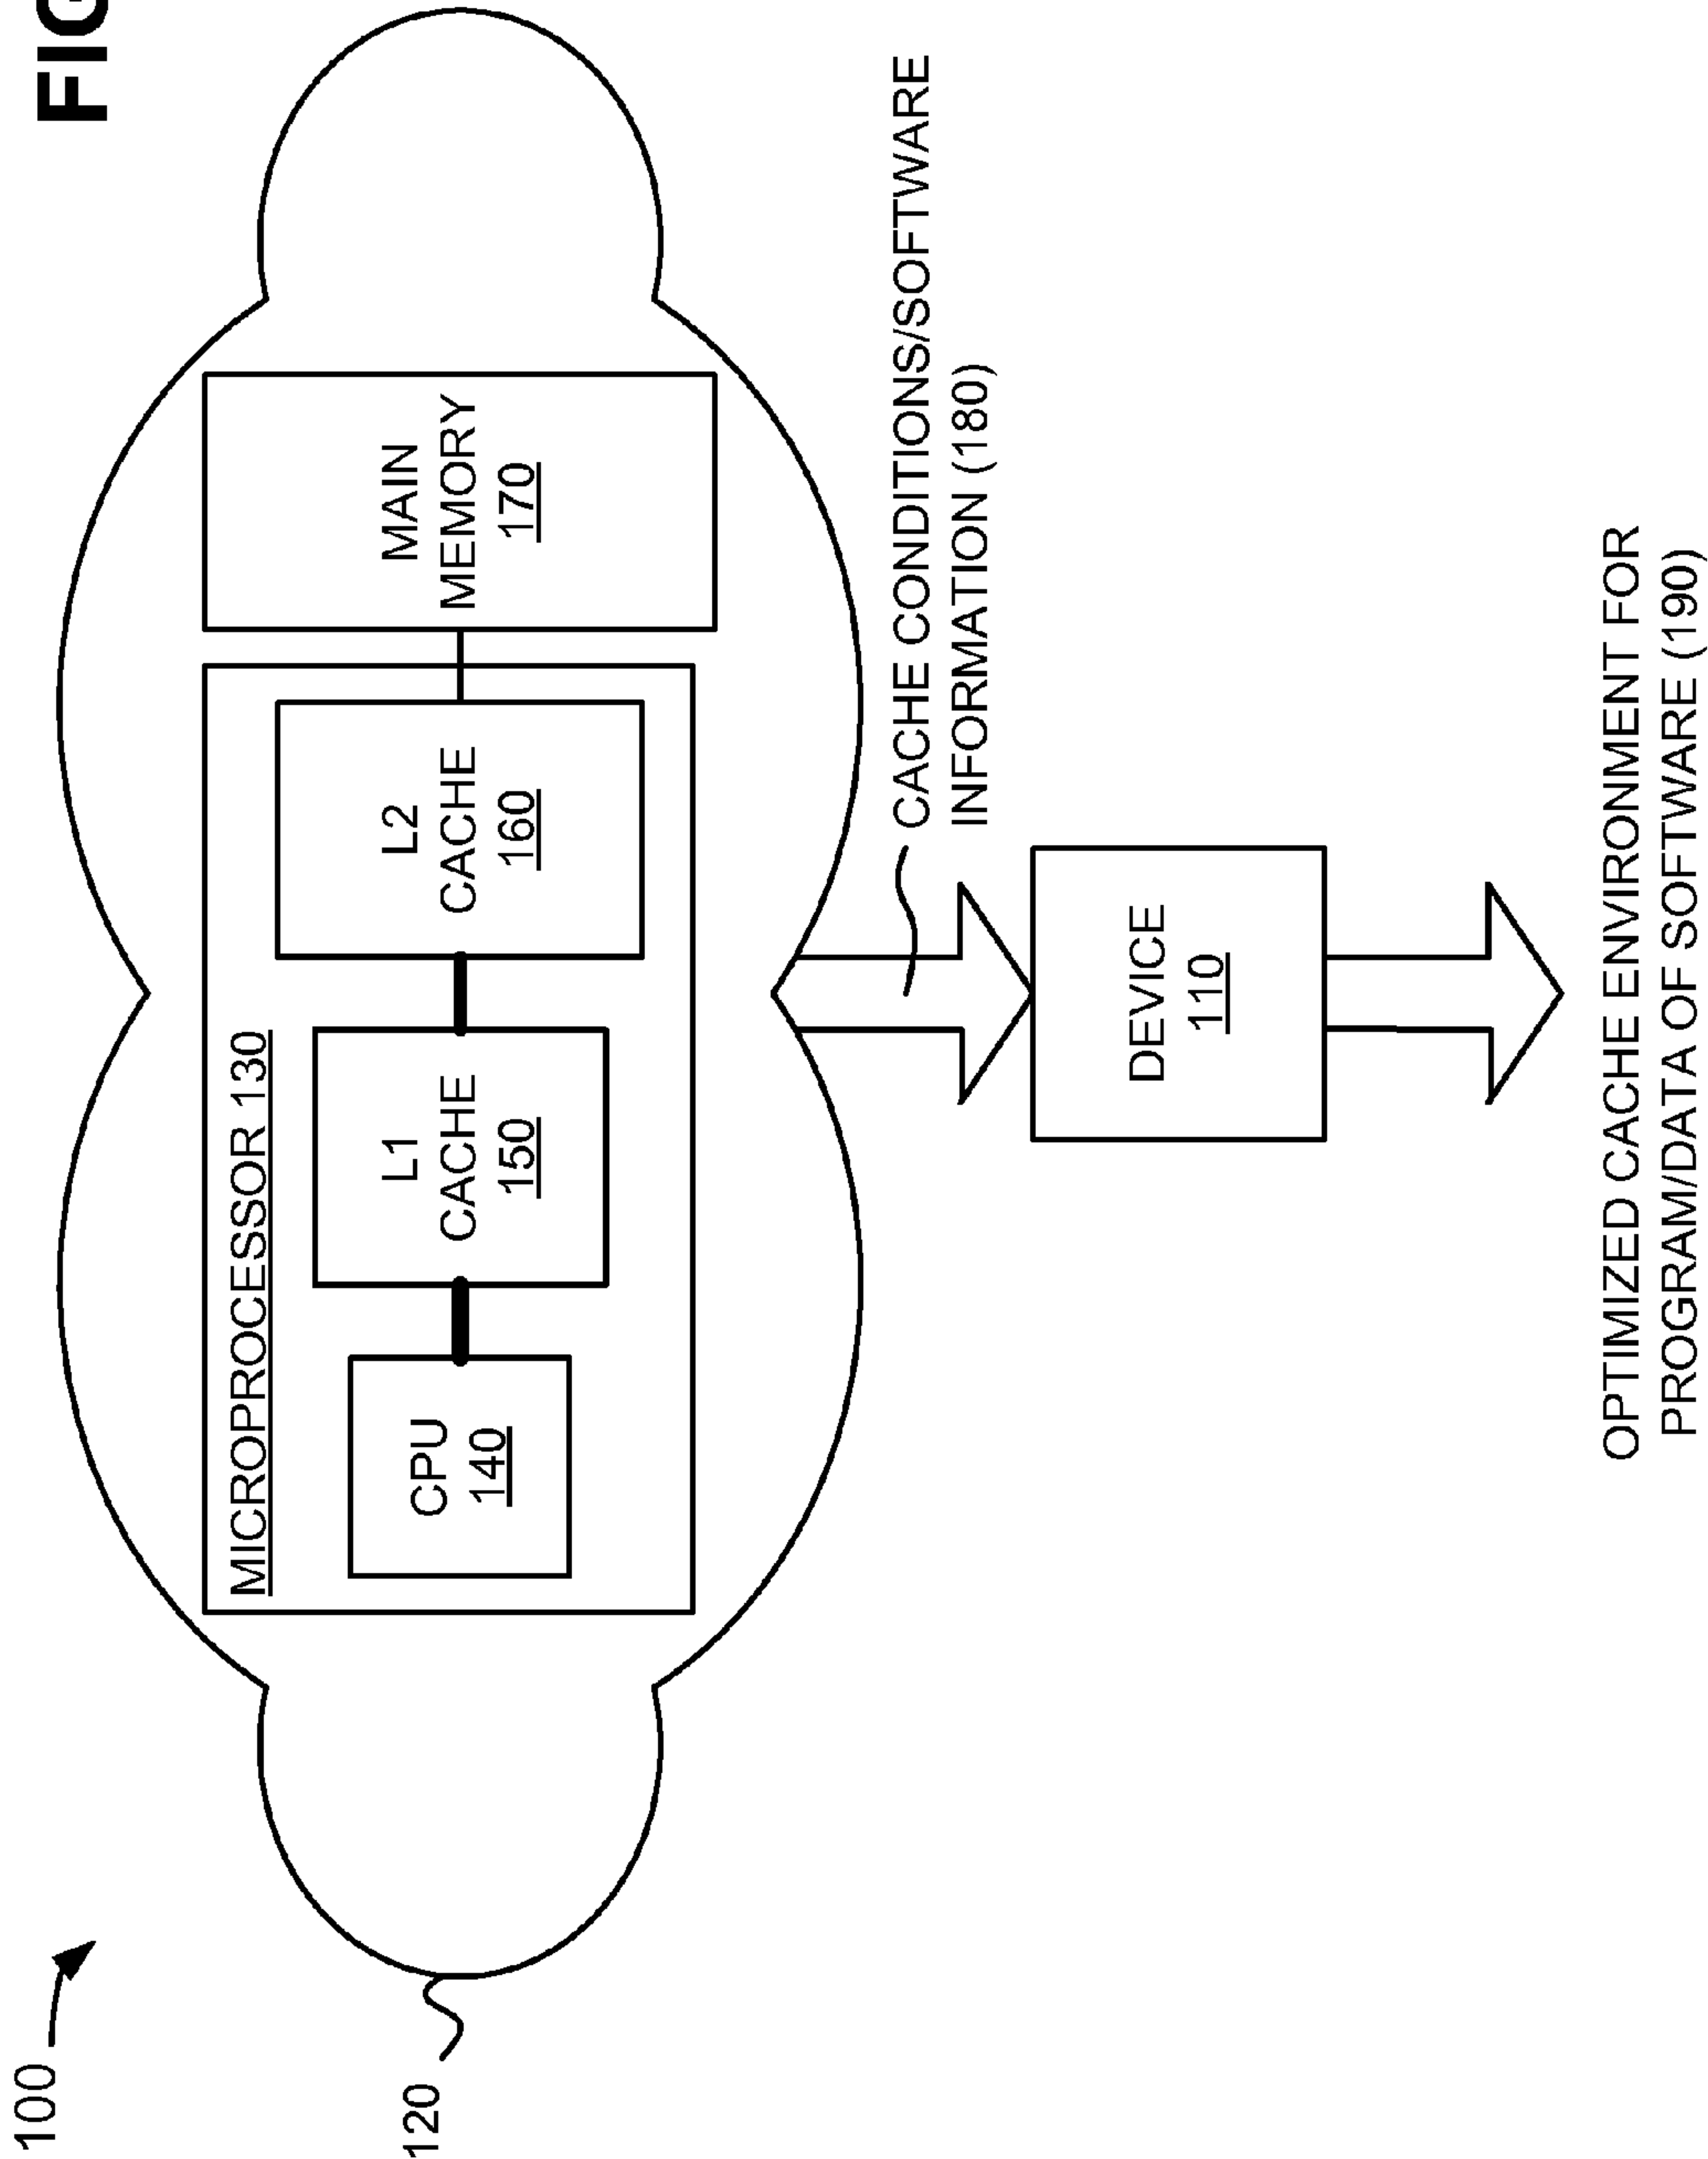 FIG
100
120
MICROPROCESSOR 130
CPU
140
L1
CACHE
150
L2
CACHE
160
MAIN
MEMORY
170
CACHE CONDITIONS/SOFTWARE
INFORMATION (180)
DEVICE
110
OPTIMIZED CACHE ENVIRONMENT FOR
PROGRAM/DATA OF SOFTWARE (190)